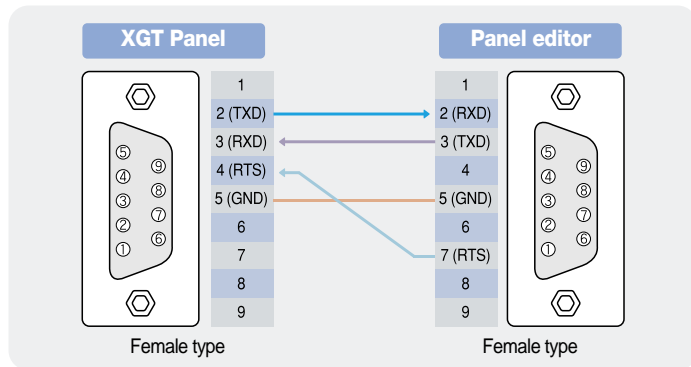 XGT Panel
Panel editor
1
1
2 (TXD)
2 (RXD)
3 (RXD)
3 (TXD)
4 (RTS)
4
5 (GND)
5 (GND)
6
6
7
7 (RTS)
8
8
9
9
⑤
⑨
④
⑧
③
⑦
②
⑥
①
⑤
⑨
④
⑧
③
⑦
②
⑥
①
Female type
Female type